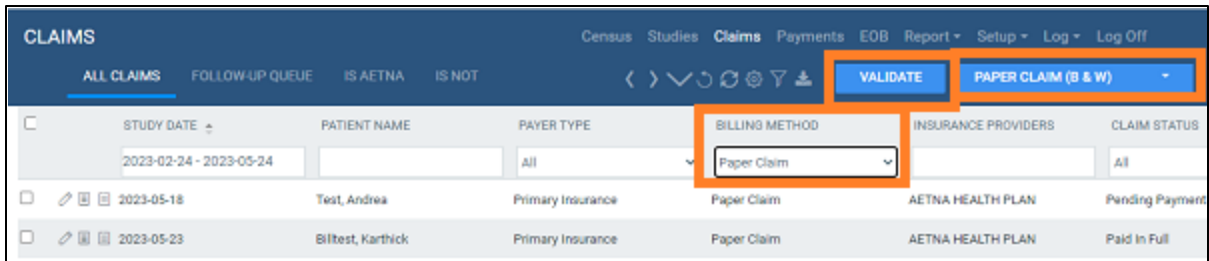 CLAIMS Census Studies Claims Payments EOB Report Setup Log Log Off
ALL CLAIMS FOLLOW-UP QUEUE IS AETNA IS NOT VALIDATE PAPER CLAIM (B & W)
STUDY DATE PATIENT NAME PAYER TYPE BILLING METHOD INSURANCE PROVIDERS CLAIM STATUS
2023-02-24 - 2023-05-24 All Paper Claim All
2023-05-18 Test, Andrea Primary Insurance Paper Claim AETNA HEALTH PLAN Pending Payment
2023-05-23 Billtest, Karthick Primary Insurance Paper Claim AETNA HEALTH PLAN Paid In Full